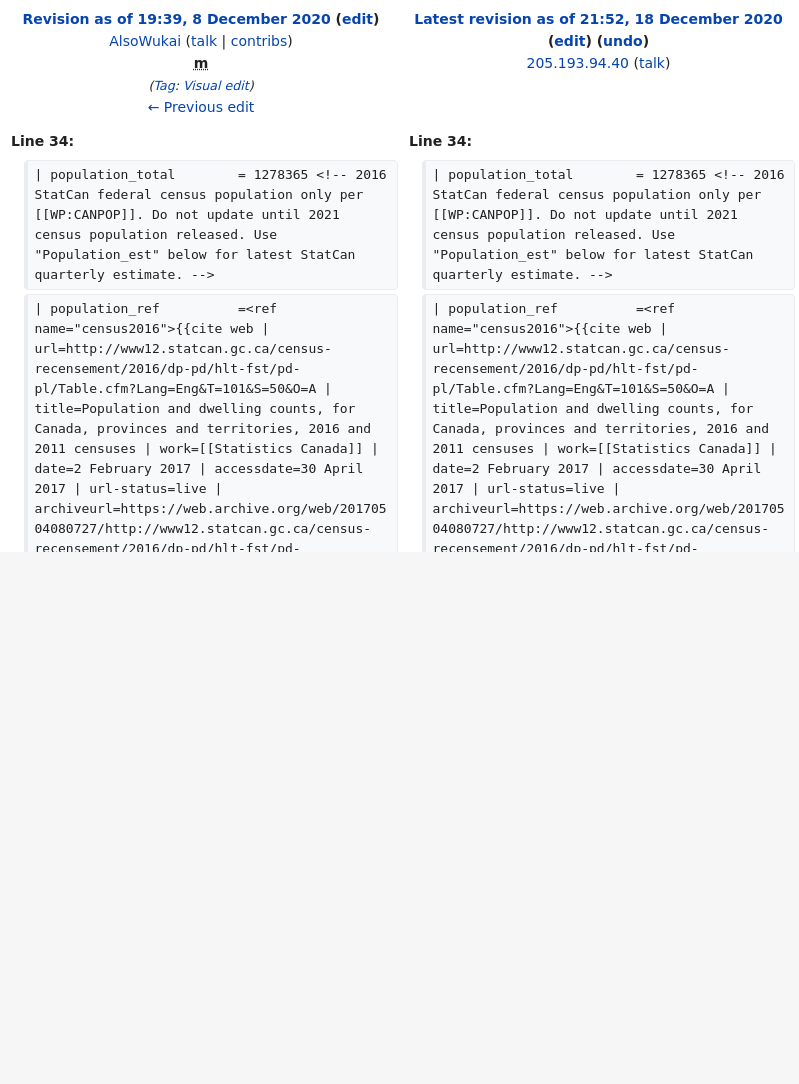 Revision as of 19:39, 8 December 2020 (edit)
AlsoWukai (talk | contribs)
m
(Tag: Visual edit)
← Previous edit
Latest revision as of 21:52, 18 December 2020
(edit) (undo)
205.193.94.40 (talk)
Line 34:
Line 34:
| population_total        = 1278365 <!-- 2016
StatCan federal census population only per
[[WP:CANPOP]]. Do not update until 2021
census population released. Use
"Population_est" below for latest StatCan
quarterly estimate. -->
| population_total        = 1278365 <!-- 2016
StatCan federal census population only per
[[WP:CANPOP]]. Do not update until 2021
census population released. Use
"Population_est" below for latest StatCan
quarterly estimate. -->
| population_ref          =<ref
name="census2016">{{cite web |
url=http://www12.statcan.gc.ca/census-
recensement/2016/dp-pd/hlt-fst/pd-
pl/Table.cfm?Lang=Eng&T=101&S=50&O=A |
title=Population and dwelling counts, for
Canada, provinces and territories, 2016 and
2011 censuses | work=[[Statistics Canada]] |
date=2 February 2017 | accessdate=30 April
2017 | url-status=live |
archiveurl=https://web.archive.org/web/201705
04080727/http://www12.statcan.gc.ca/census-
recensement/2016/dp-pd/hlt-fst/pd-
| population_ref          =<ref
name="census2016">{{cite web |
url=http://www12.statcan.gc.ca/census-
recensement/2016/dp-pd/hlt-fst/pd-
pl/Table.cfm?Lang=Eng&T=101&S=50&O=A |
title=Population and dwelling counts, for
Canada, provinces and territories, 2016 and
2011 censuses | work=[[Statistics Canada]] |
date=2 February 2017 | accessdate=30 April
2017 | url-status=live |
archiveurl=https://web.archive.org/web/201705
04080727/http://www12.statcan.gc.ca/census-
recensement/2016/dp-pd/hlt-fst/pd-